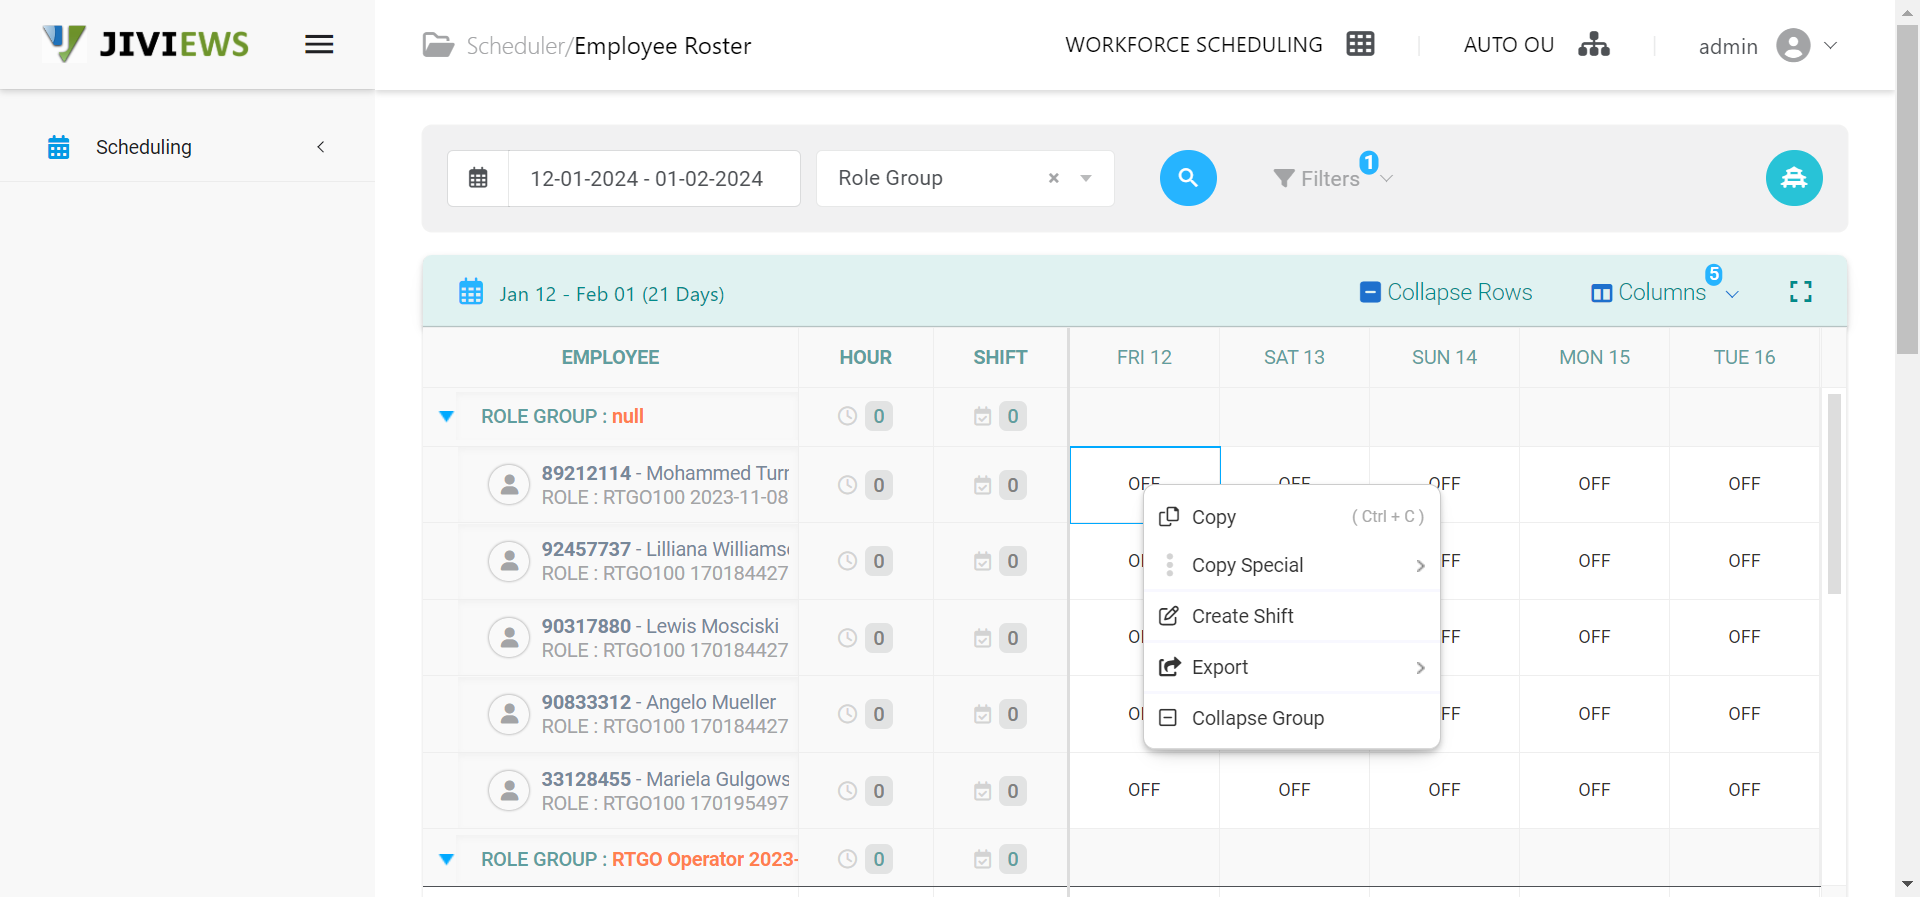 JIVIEWS
Scheduler/Employee Roster
WORKFORCE SCHEDULING
AUTO OU
admin
Scheduling
12-01-2024 - 01-02-2024
Role Group
Filters
1
Jan 12 - Feb 01 (21 Days)
Collapse Rows
Columns
5
EMPLOYEE HOUR SHIFT FRI 12 SAT 13 SUN 14 MON 15 TUE 16
ROLE GROUP : null 0 0
89212114 - Mohammed Turr
ROLE : RTGO100 2023-11-08
0 0 OFF OFF OFF OFF OFF
92457737 - Lilliana Williams
ROLE : RTGO100 170184427
0 0 OFF OFF
90317880 - Lewis Mosciski
ROLE : RTGO100 170184427
0 0 OFF OFF
90833312 - Angelo Mueller
ROLE : RTGO100 170184427
0 0 OFF OFF
33128455 - Mariela Gulgows
ROLE : RTGO100 170195497
0 0 OFF OFF OFF OFF OFF
ROLE GROUP : RTGO Operator 2023- 0 0
Copy ( Ctrl + C )
Copy Special
Create Shift
Export
Collapse Group